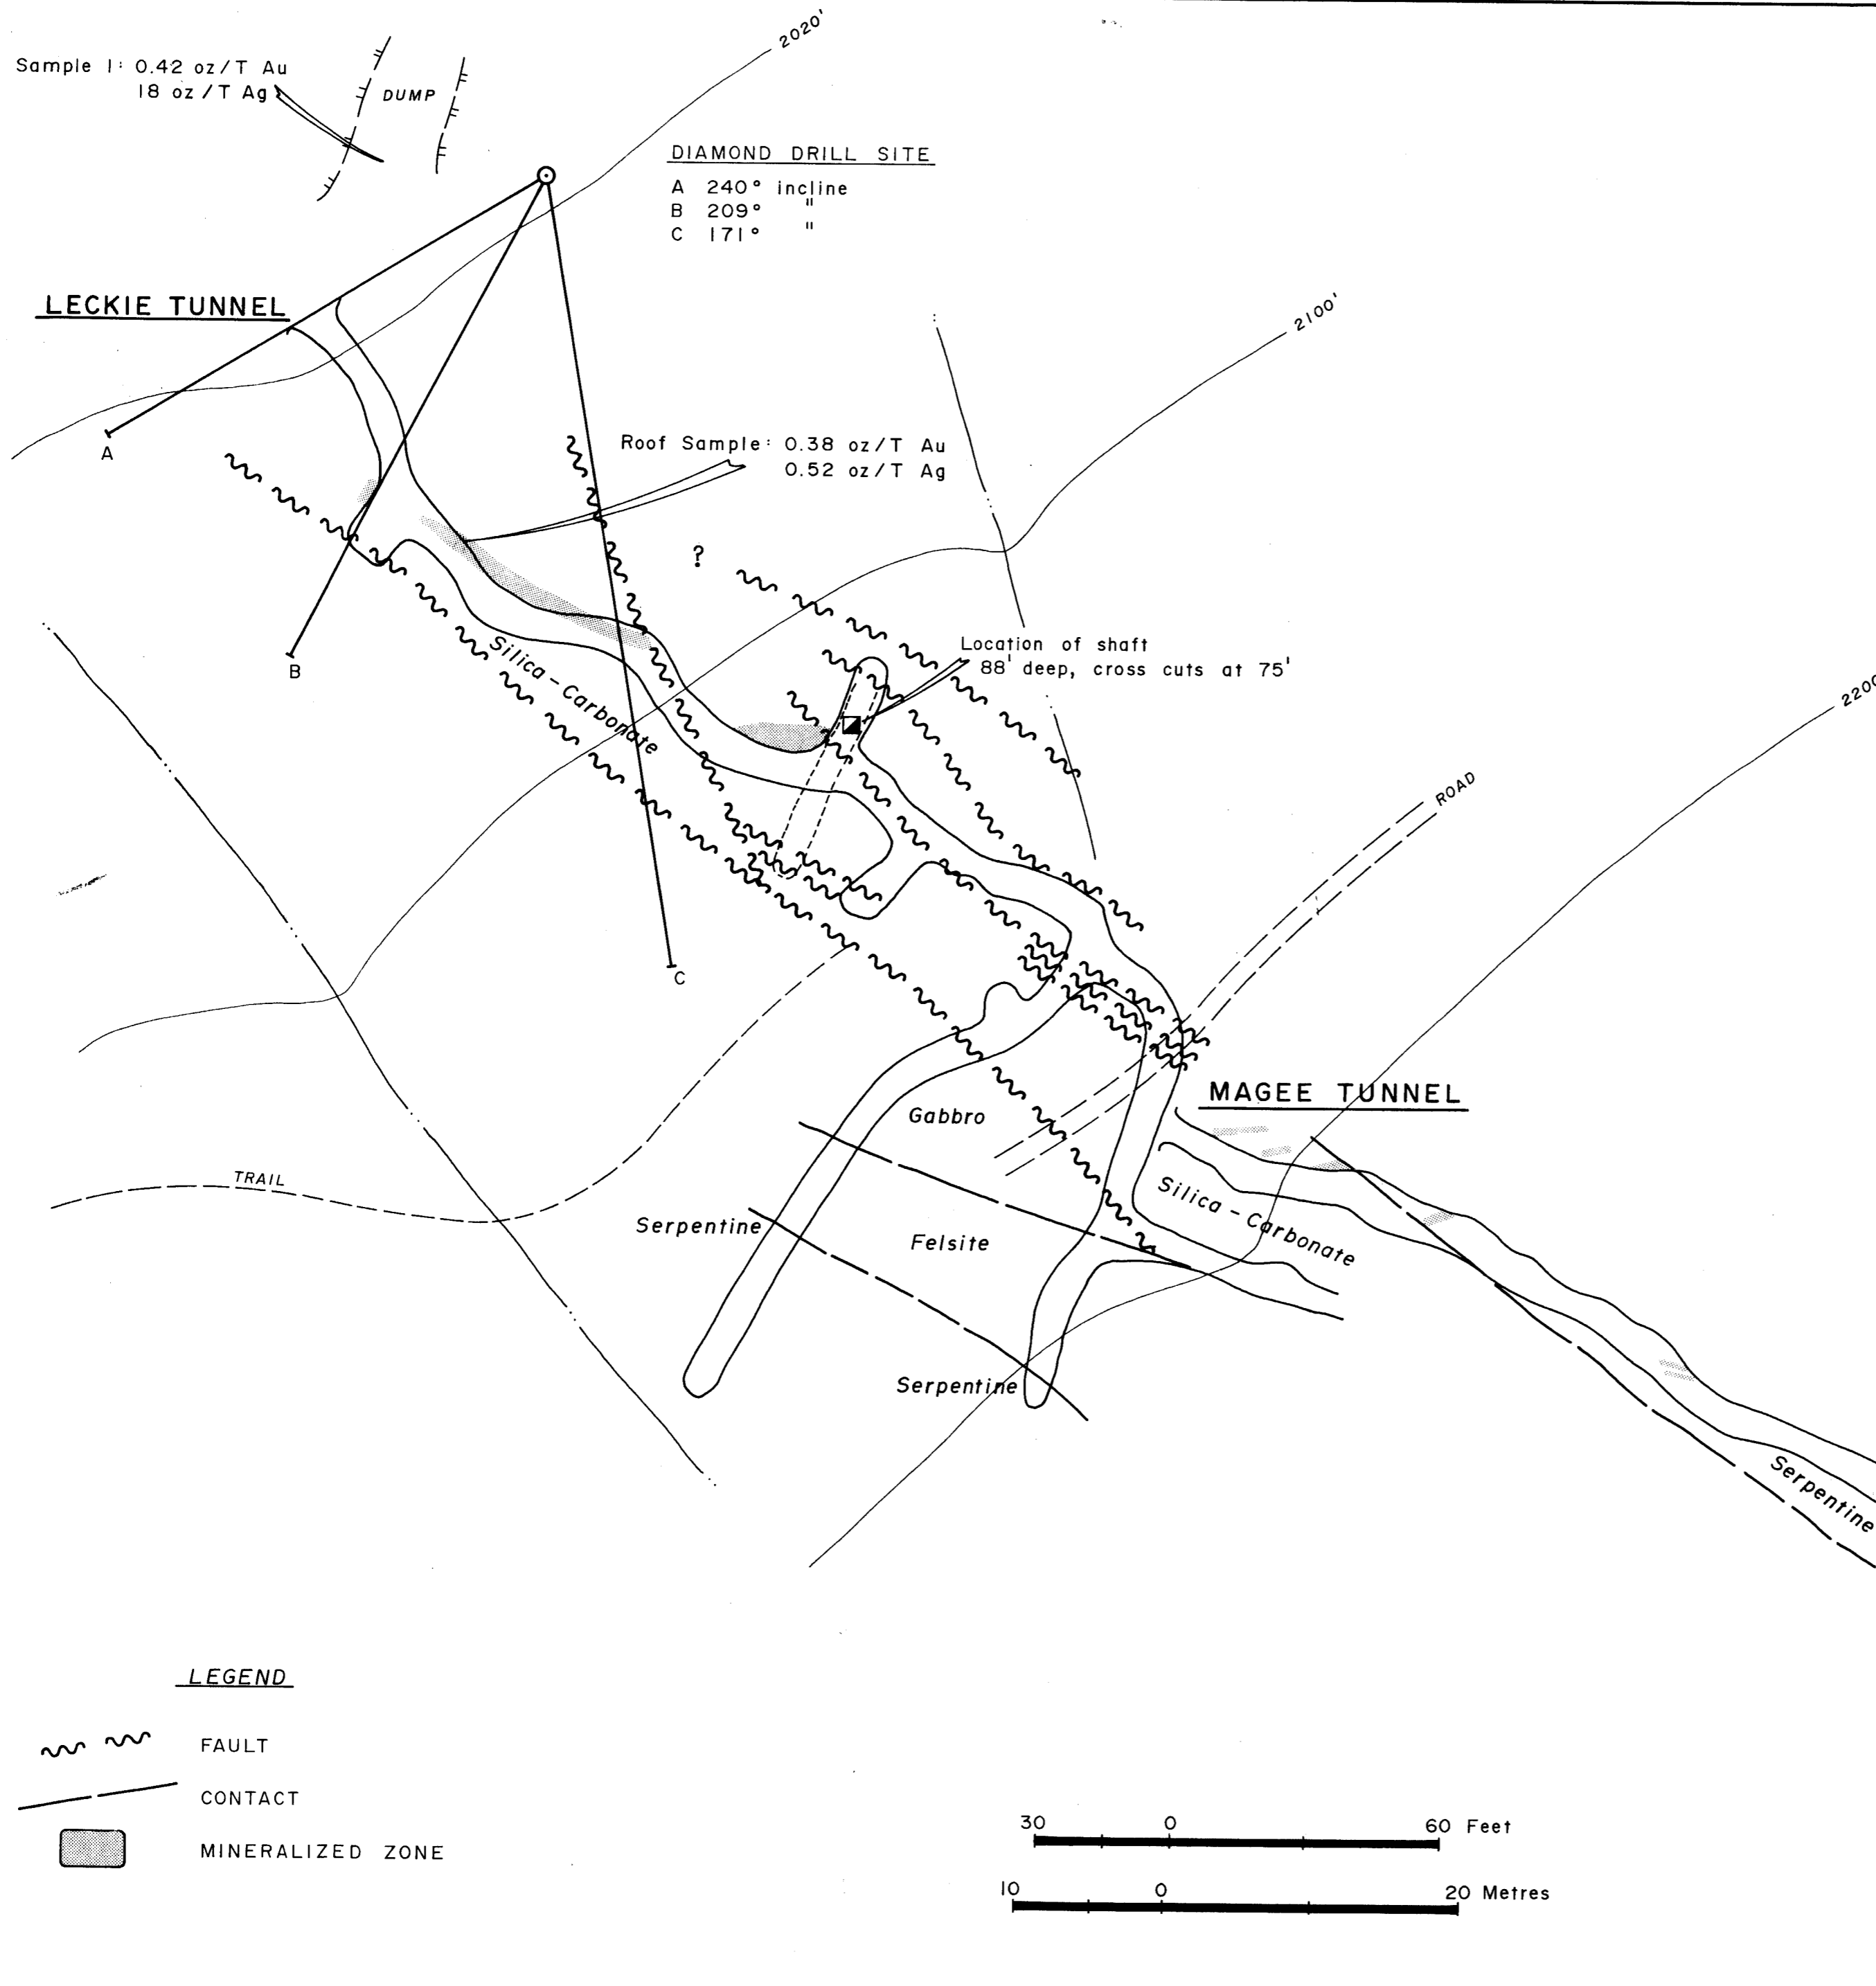 2020'
Sample 1: 0.42 oz/T Au
18 oz/T Ag
DUMP
DIAMOND DRILL SITE
A 240° incline
B 209° "
C 171° "
LECKIE TUNNEL
2100'
A
Roof Sample: 0.38 oz/T Au
0.52 oz/T Ag
?
B
Silica-Carbonate
Location of shaft
88' deep, cross cuts at 75'
2200
ROAD
C
MAGEE TUNNEL
Gabbro
TRAIL
Silica-Carbonate
Serpentine
Felsite
Serpentine
Serpentine
LEGEND
FAULT
CONTACT
MINERALIZED ZONE
30 0 60 Feet
10 0 20 Metres